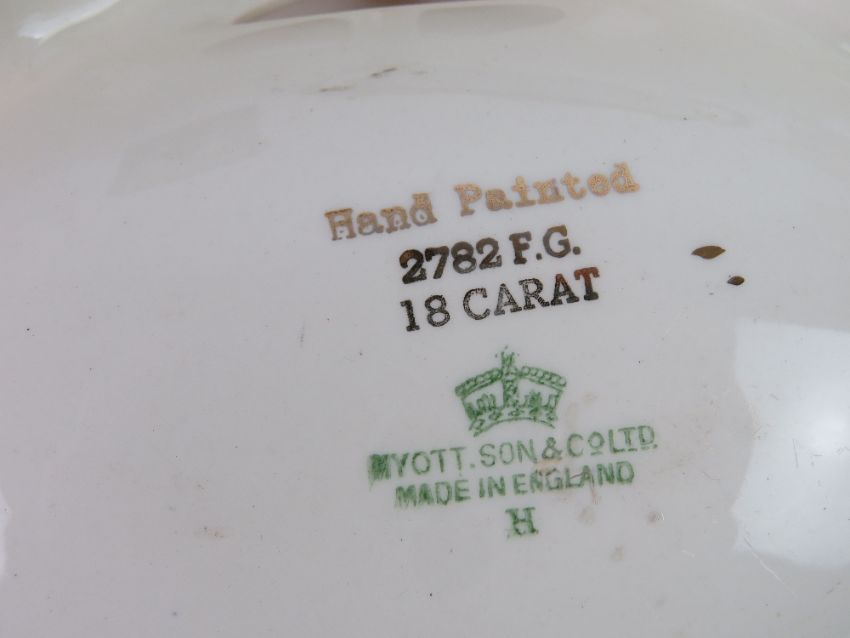 Hand Painted
2782 F.G.
18 CARAT
MYOTT. SON & CO LTD.
MADE IN ENGLAND
H